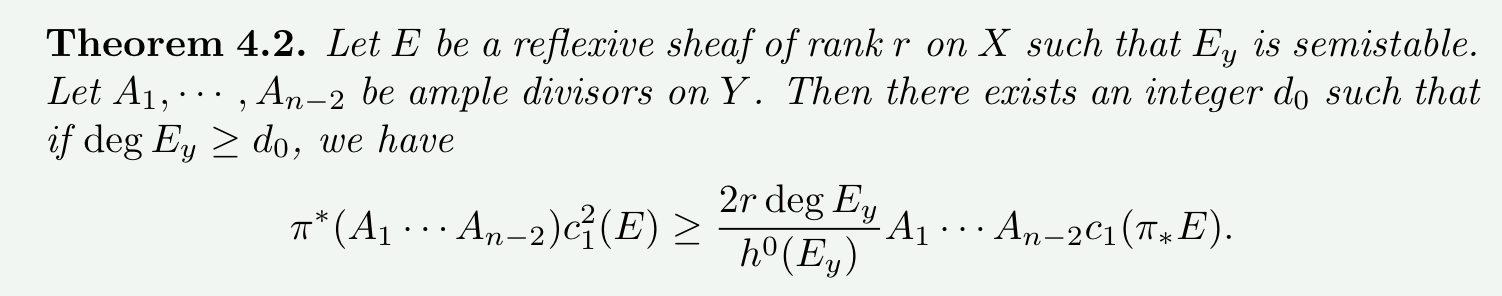 Theorem 4.2. Let E be a reflexive sheaf of rank r on X such that E_y is semistable.
Let A_1, ⋯ , A_{n−2} be ample divisors on Y. Then there exists an integer d_0 such that
if deg E_y ≥ d_0, we have
π^*(A_1 ⋯ A_{n−2})c_1^2(E) ≥ \frac{2r deg E_y}{h^0(E_y)} A_1 ⋯ A_{n−2}c_1(π_*E).